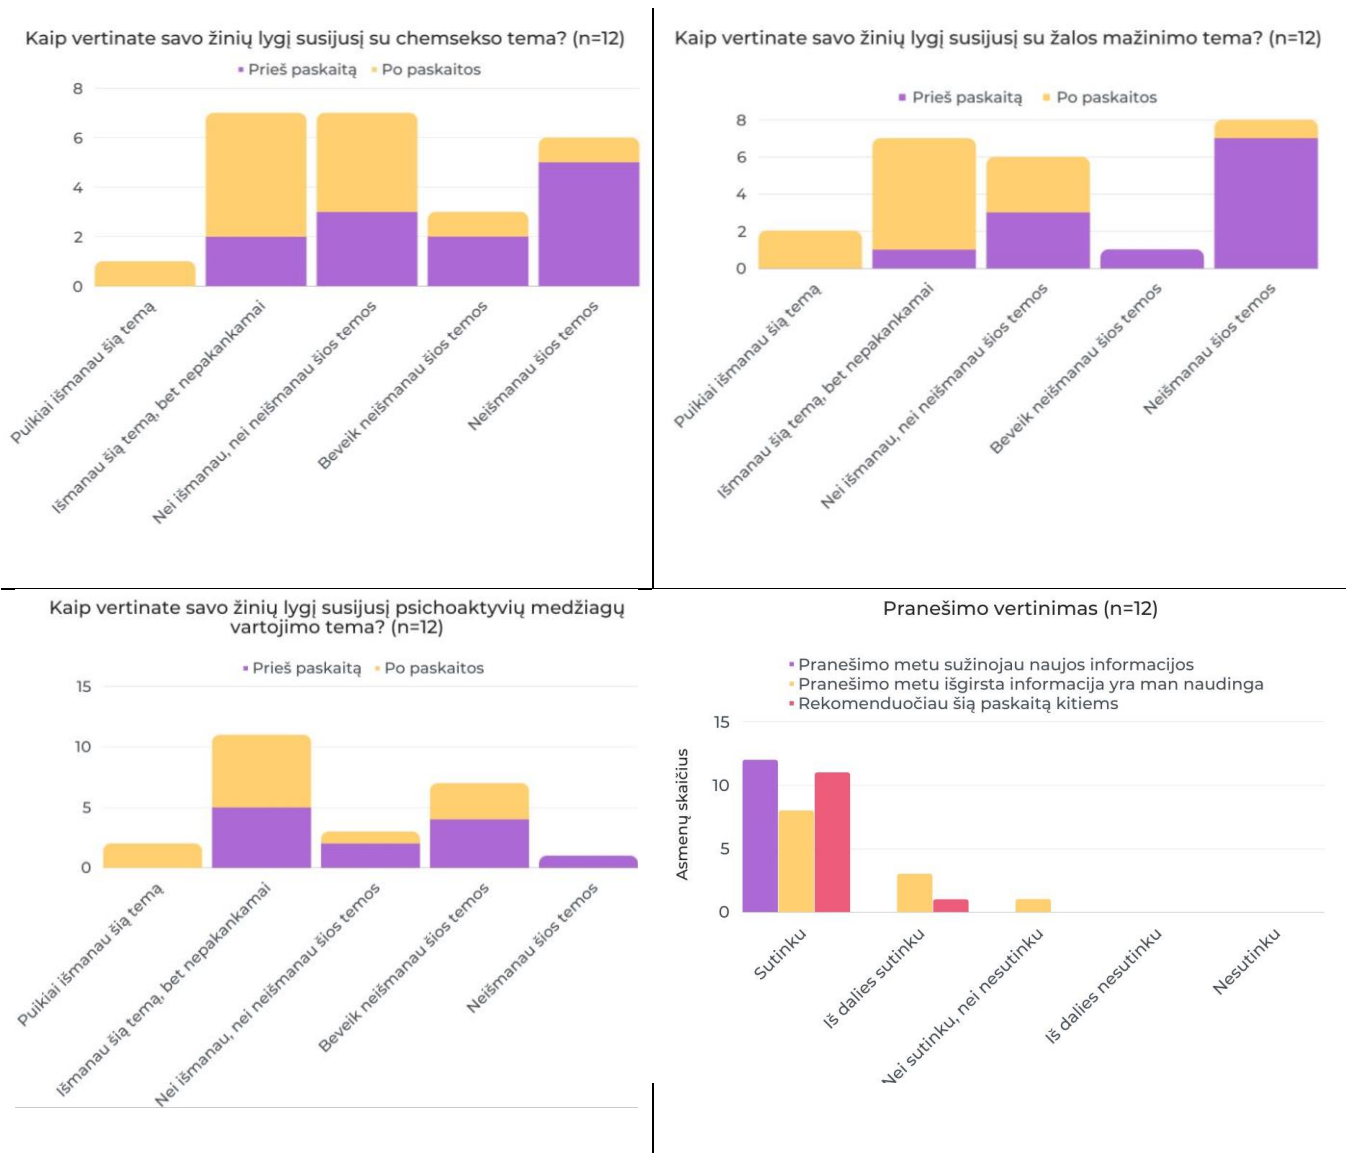 Kaip vertinate savo žinių lygį susijusį su chemsekso tema? (n=12)
Prieš paskaitą Po paskaitos
8
6
4
2
0
Puikiai išmanau šią temą
Išmanau šią temą, bet nepakankamai
Nei išmanau, nei neišmanau šios temos
Beveik neišmanau šios temos
Neišmanau šios temos
Kaip vertinate savo žinių lygį susijusį su žalos mažinimo tema? (n=12)
Prieš paskaitą Po paskaitos
8
6
4
2
0
Puikiai išmanau šią temą
Išmanau šią temą, bet nepakankamai
Nei išmanau, nei neišmanau šios temos
Beveik neišmanau šios temos
Neišmanau šios temos
Kaip vertinate savo žinių lygį susijusį psichoaktyvių medžiagų
vartojimo tema? (n=12)
Prieš paskaitą Po paskaitos
15
10
5
0
Puikiai išmanau šią temą
Išmanau šią temą, bet nepakankamai
Nei išmanau, nei neišmanau šios temos
Beveik neišmanau šios temos
Neišmanau šios temos
Pranešimo vertinimas (n=12)
Pranešimo metu sužinojau naujos informacijos
Pranešimo metu išgirsta informacija yra man naudinga
Rekomenduočiau šią paskaitą kitiems
Asmenų skaičius
15
10
5
0
Sutinku
Iš dalies sutinku
Nei sutinku, nei nesutinku
Iš dalies nesutinku
Nesutinku